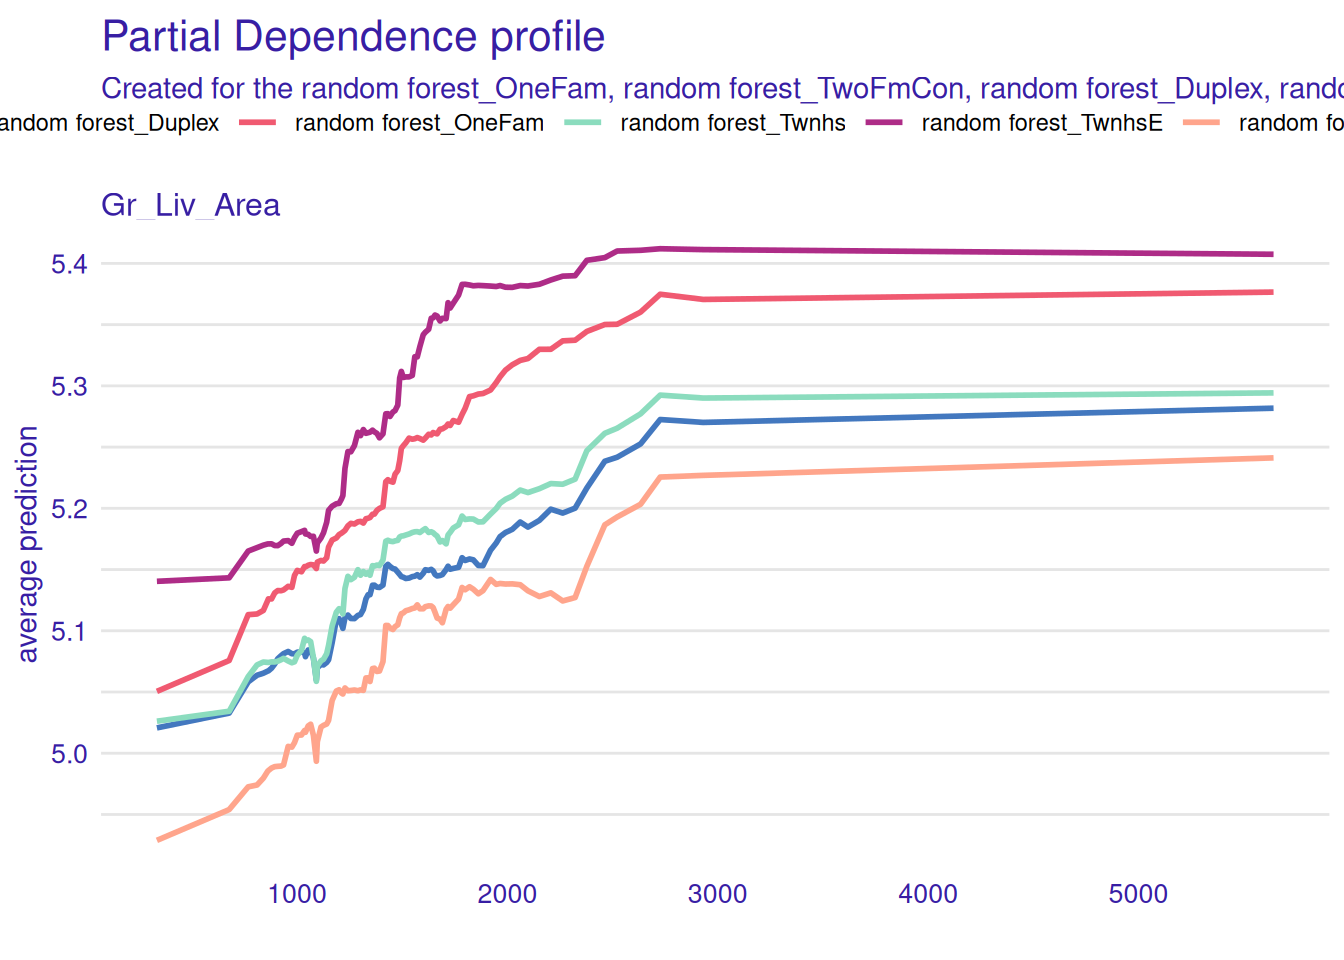 Partial Dependence profile
Created for the random forest_OneFam, random forest_TwoFmCon, random forest_Duplex, rando
andom forest_Duplex random forest_OneFam random forest_Twnhs random forest_TwnhsE random fo
Gr_Liv_Area
5.4
5.3
5.2
5.1
5.0
average prediction
1000 2000 3000 4000 5000